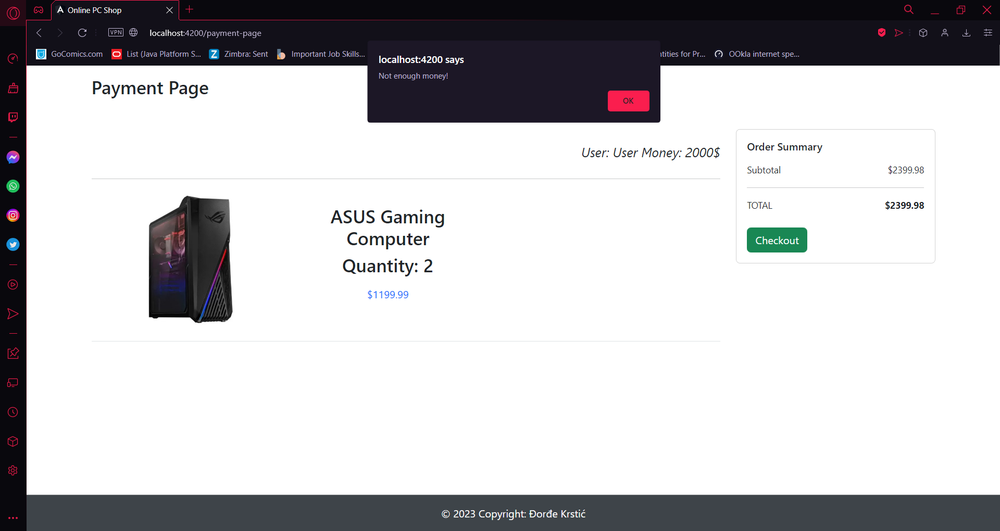 Online PC Shop
VPN
localhost:4200/payment-page
GoComics.com
List (Java Platform S...
Zimbra: Sent
Important Job Skills...
ntities for Pr...
OOkla internet spe...
localhost:4200 says
Not enough money!
OK
Payment Page
User: User Money: 2000$
ASUS Gaming
Computer
Quantity: 2
$1199.99
Order Summary
Subtotal $2399.98
TOTAL $2399.98
Checkout
© 2023 Copyright: Đorđe Krstić